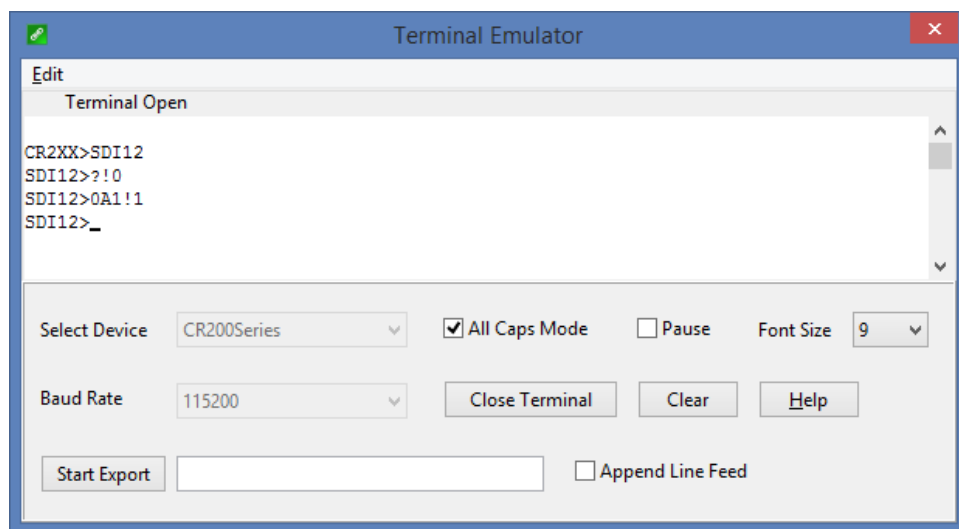 Terminal Emulator
Edit
Terminal Open
CR2XX>SDI12
SDI12>?!0
SDI12>0A1!1
SDI12>_
Select Device CR200Series All Caps Mode Pause Font Size 9
Baud Rate 115200 Close Terminal Clear Help
Start Export Append Line Feed